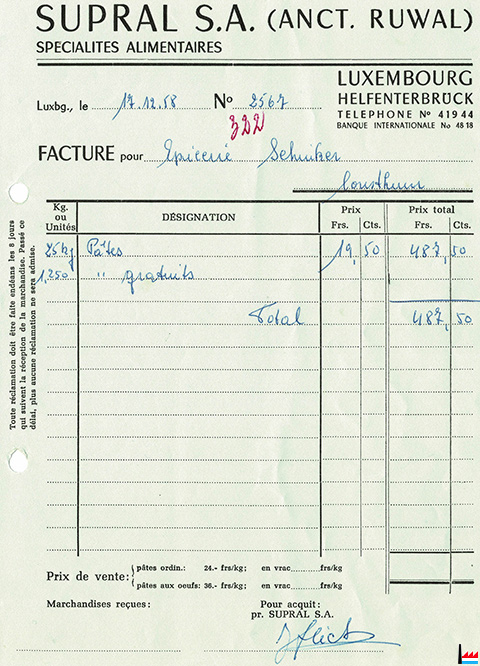 SUPRAL S.A. (ANCT. RUWAL)
SPECIALITES ALIMENTAIRES
LUXEMBOURG
HELFENTERBRÜCK
TELEPHONE Nº 41944
BANQUE INTERNATIONALE No 4818
Luxbg., le 17.12.58 Nº 2567
322
FACTURE pour Epicerie
Kg. ou Unités DÉSIGNATION Prix Prix total
Frs. Cts. Frs. Cts.
25kg Pâtes 19,50 487,50
1,250 " gratuits
Total 487,50
Toute réclamation doit être faite endéans les 8 jours
qui suivent la réception de la marchandise. Passé ce
délai, plus aucune réclamation ne sera admise.
Prix de vente: pâtes ordin.: 24.- frs/kg; en vrac.........frs/kg
pâtes aux oeufs: 36.- frs/kg; en vrac.........frs/kg
Marchandises reçues: Pour acquit:
pr. SUPRAL S.A.